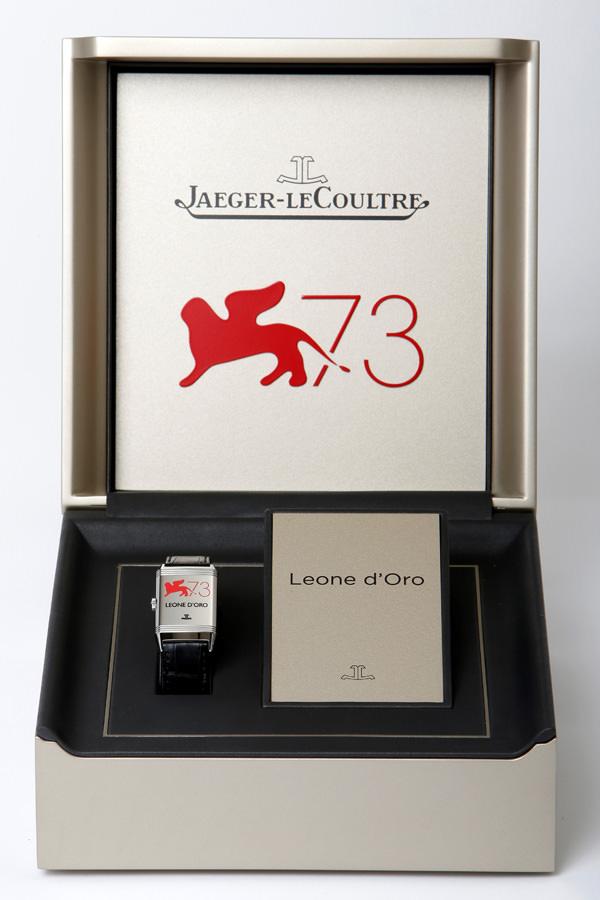 JAEGER-LECOULTRE
73
73
LEONE D'ORO
Leone d'Oro